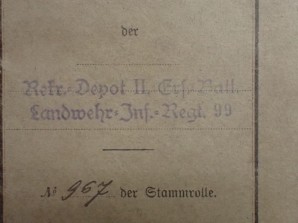 der
Rekr.-Depot II. Ers.-Batl.
Landwehr-Inf.-Regt. 99
№ 967 der Stammrolle.